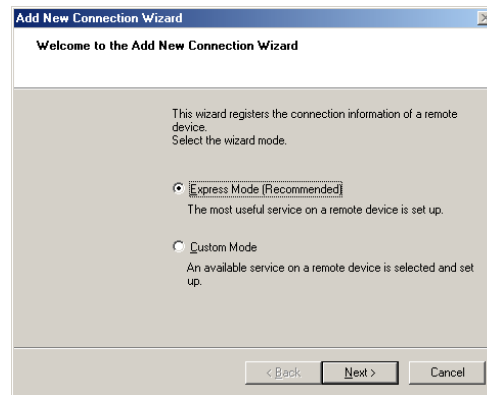 Add New Connection Wizard
Welcome to the Add New Connection Wizard
This wizard registers the connection information of a remote
device.
Select the wizard mode.
Express Mode (Recommended)
The most useful service on a remote device is set up.
Custom Mode
An available service on a remote device is selected and set
up.
< Back Next > Cancel